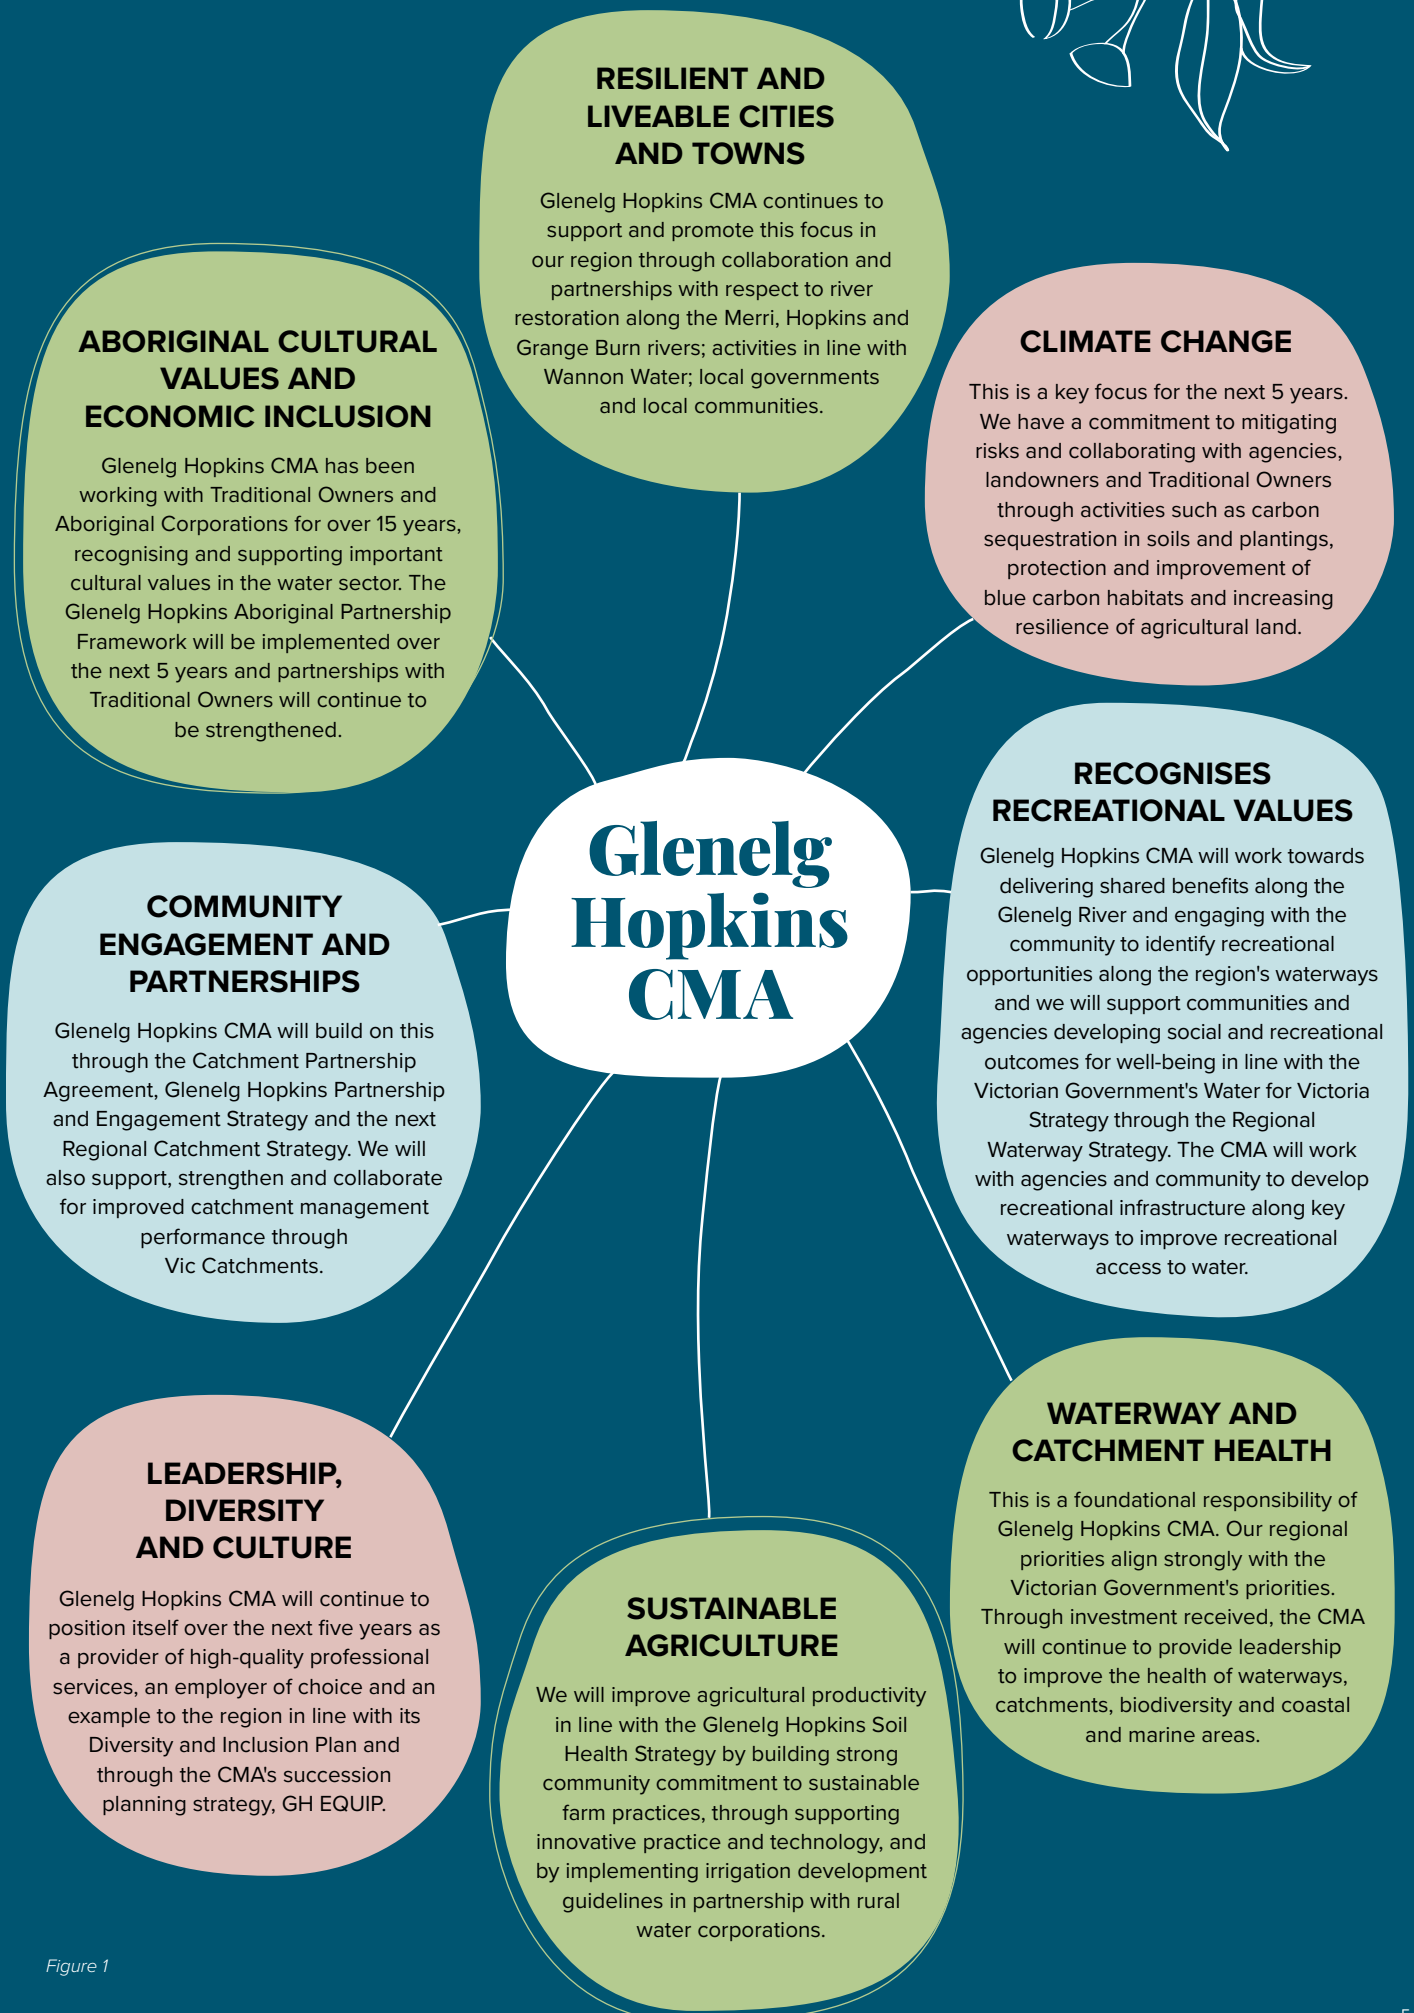 RESILIENT AND
LIVEABLE CITIES
AND TOWNS
Glenelg Hopkins CMA continues to
support and promote this focus in
our region through collaboration and
partnerships with respect to river
restoration along the Merri, Hopkins and
Grange Burn rivers; activities in line with
Wannon Water; local governments
and local communities.
ABORIGINAL CULTURAL
VALUES AND
ECONOMIC INCLUSION
Glenelg Hopkins CMA has been
working with Traditional Owners and
Aboriginal Corporations for over 15 years,
recognising and supporting important
cultural values in the water sector. The
Glenelg Hopkins Aboriginal Partnership
Framework will be implemented over
the next 5 years and partnerships with
Traditional Owners will continue to
be strengthened.
CLIMATE CHANGE
This is a key focus for the next 5 years.
We have a commitment to mitigating
risks and collaborating with agencies,
landowners and Traditional Owners
through activities such as carbon
sequestration in soils and plantings,
protection and improvement of
blue carbon habitats and increasing
resilience of agricultural land.
Glenelg
Hopkins
CMA
RECOGNISES
RECREATIONAL VALUES
Glenelg Hopkins CMA will work towards
delivering shared benefits along the
Glenelg River and engaging with the
community to identify recreational
opportunities along the region's waterways
and we will support communities and
agencies developing social and recreational
outcomes for well-being in line with the
Victorian Government's Water for Victoria
Strategy through the Regional
Waterway Strategy. The CMA will work
with agencies and community to develop
recreational infrastructure along key
waterways to improve recreational
access to water.
COMMUNITY
ENGAGEMENT AND
PARTNERSHIPS
Glenelg Hopkins CMA will build on this
through the Catchment Partnership
Agreement, Glenelg Hopkins Partnership
and Engagement Strategy and the next
Regional Catchment Strategy. We will
also support, strengthen and collaborate
for improved catchment management
performance through
Vic Catchments.
WATERWAY AND
CATCHMENT HEALTH
This is a foundational responsibility of
Glenelg Hopkins CMA. Our regional
priorities align strongly with the
Victorian Government's priorities.
Through investment received, the CMA
will continue to provide leadership
to improve the health of waterways,
catchments, biodiversity and coastal
and marine areas.
LEADERSHIP,
DIVERSITY
AND CULTURE
Glenelg Hopkins CMA will continue to
position itself over the next five years as
a provider of high-quality professional
services, an employer of choice and an
example to the region in line with its
Diversity and Inclusion Plan and
through the CMA's succession
planning strategy, GH EQUIP.
SUSTAINABLE
AGRICULTURE
We will improve agricultural productivity
in line with the Glenelg Hopkins Soil
Health Strategy by building strong
community commitment to sustainable
farm practices, through supporting
innovative practice and technology, and
by implementing irrigation development
guidelines in partnership with rural
water corporations.
Figure 1